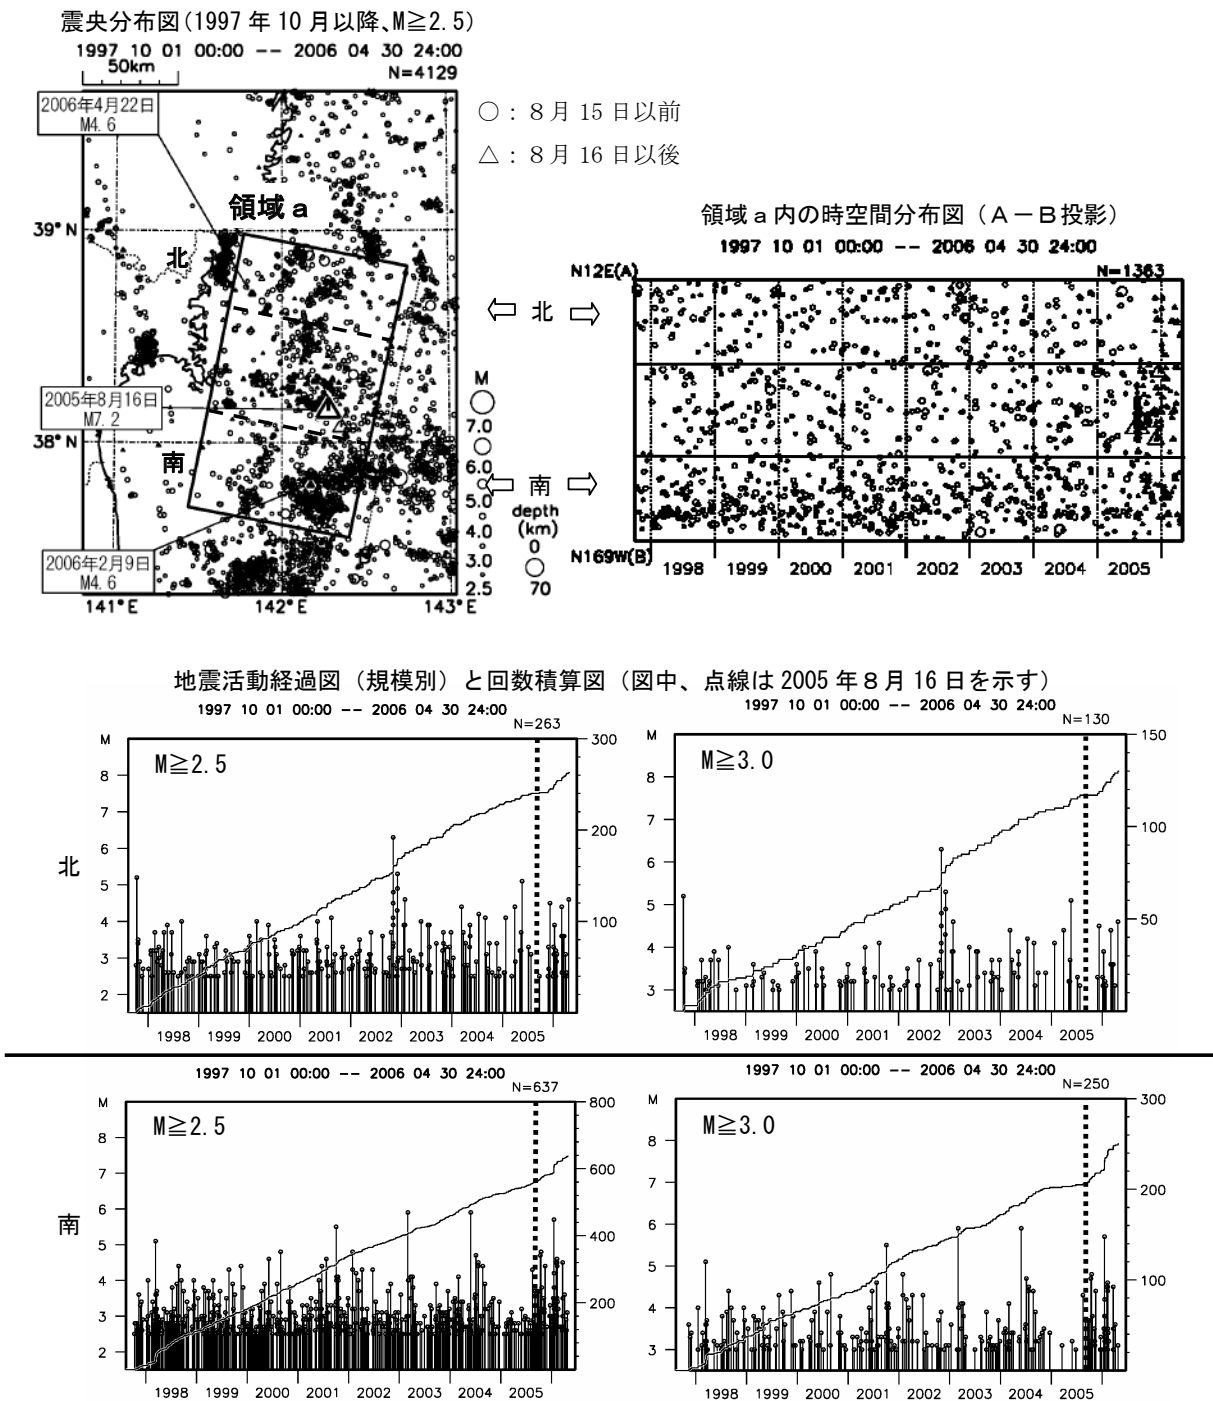 震央分布図(1997年10月以降、M≧2.5)
1997 10 01 00:00 -- 2006 04 30 24:00
50km
N=4129
2006年4月22日
M4.6
○：８月15日以前
△：８月16日以後
領域a
39°N
北
2005年8月16日
M7.2
38°N
南
2006年2月9日
M4.6
141°E
142°E
143°E
M
7.0
6.0
5.0
4.0
3.0
2.5
depth
(km)
0
70
北
南
領域a内の時空間分布図（Ａ－Ｂ投影）
1997 10 01 00:00 -- 2006 04 30 24:00
N12E(A)
N=1363
N169W(B)
1998 1999 2000 2001 2002 2003 2004 2005
地震活動経過図（規模別）と回数積算図（図中、点線は2005年８月16日を示す）
1997 10 01 00:00 -- 2006 04 30 24:00
N=263
M
M≧2.5
8
7
6
5
4
3
2
300
200
100
1998 1999 2000 2001 2002 2003 2004 2005
北
1997 10 01 00:00 -- 2006 04 30 24:00
N=130
M
M≧3.0
8
7
6
5
4
3
150
100
50
1998 1999 2000 2001 2002 2003 2004 2005
1997 10 01 00:00 -- 2006 04 30 24:00
N=637
M
M≧2.5
8
7
6
5
4
3
2
800
600
400
200
1998 1999 2000 2001 2002 2003 2004 2005
南
1997 10 01 00:00 -- 2006 04 30 24:00
N=250
M
M≧3.0
8
7
6
5
4
3
300
200
100
1998 1999 2000 2001 2002 2003 2004 2005